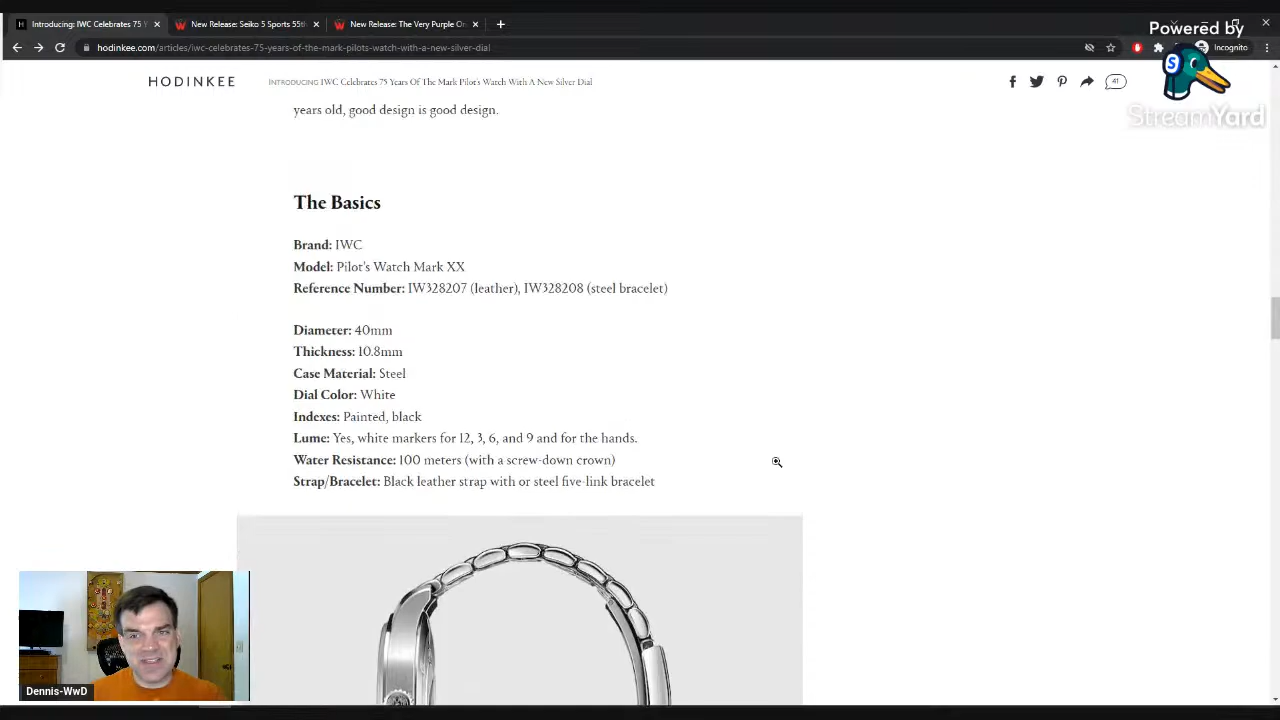 Introducing: IWC Celebrates 75 Y
New Release: Seiko 5 Sports 55th
New Release: The Very Purple Or
hodinkee.com/articles/iwc-celebrates-75-years-of-the-mark-pilots-watch-with-a-new-silver-dial
Incognito
Powered by
StreamYard
HODINKEE
INTRODUCING IWC Celebrates 75 Years Of The Mark Pilot's Watch With A New Silver Dial
41
years old, good design is good design.
The Basics
Brand: IWC
Model: Pilot's Watch Mark XX
Reference Number: IW328207 (leather), IW328208 (steel bracelet)
Diameter: 40mm
Thickness: 10.8mm
Case Material: Steel
Dial Color: White
Indexes: Painted, black
Lume: Yes, white markers for 12, 3, 6, and 9 and for the hands.
Water Resistance: 100 meters (with a screw-down crown)
Strap/Bracelet: Black leather strap with or steel five-link bracelet
Dennis-WwD